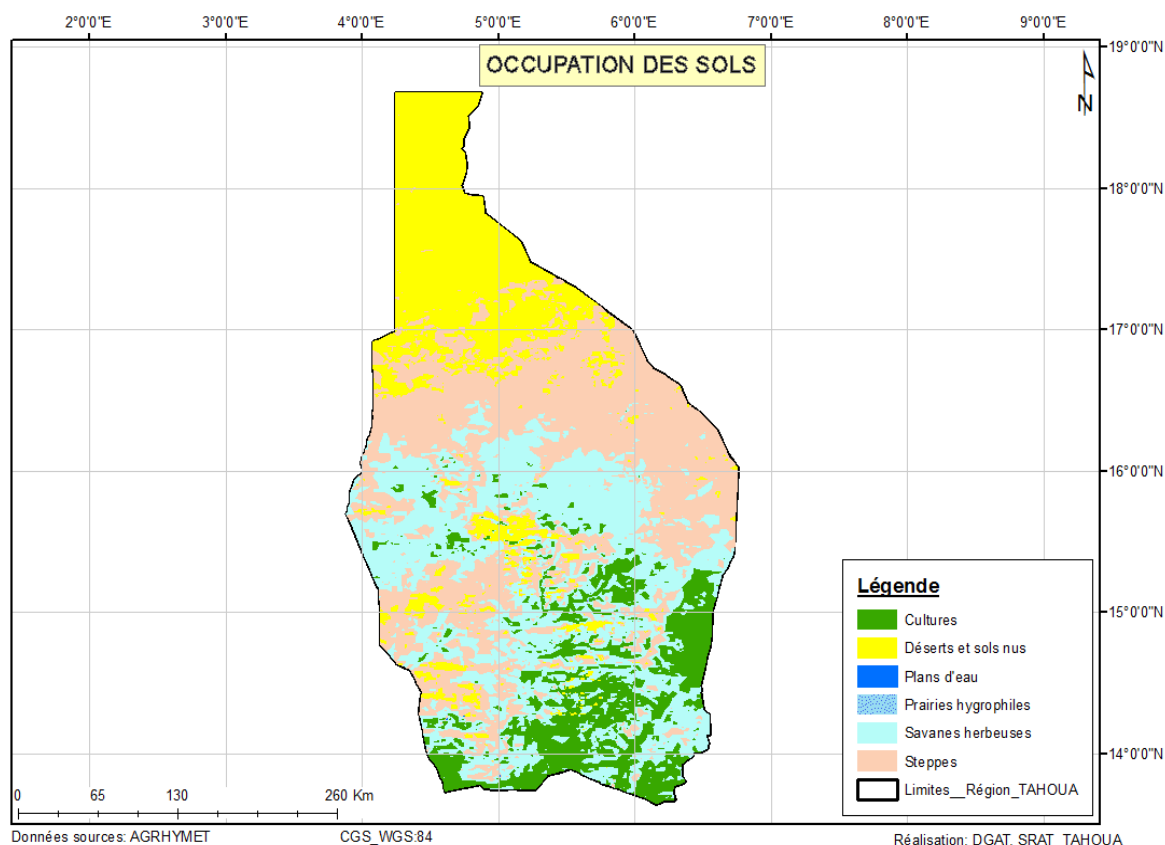 2°0'0"E 3°0'0"E 4°0'0"E 5°0'0"E 6°0'0"E 7°0'0"E 8°0'0"E 9°0'0"E
OCCUPATION DES SOLS
19°0'0"N
N
18°0'0"N
17°0'0"N
16°0'0"N
15°0'0"N
14°0'0"N
Légende
Cultures
Déserts et sols nus
Plans d'eau
Prairies hygrophiles
Savanes herbeuses
Steppes
Limites__Région_TAHOUA
0 65 130 260 Km
Données sources: AGRHYMET CGS_WGS:84 Réalisation: DGAT, SRAT_TAHOUA